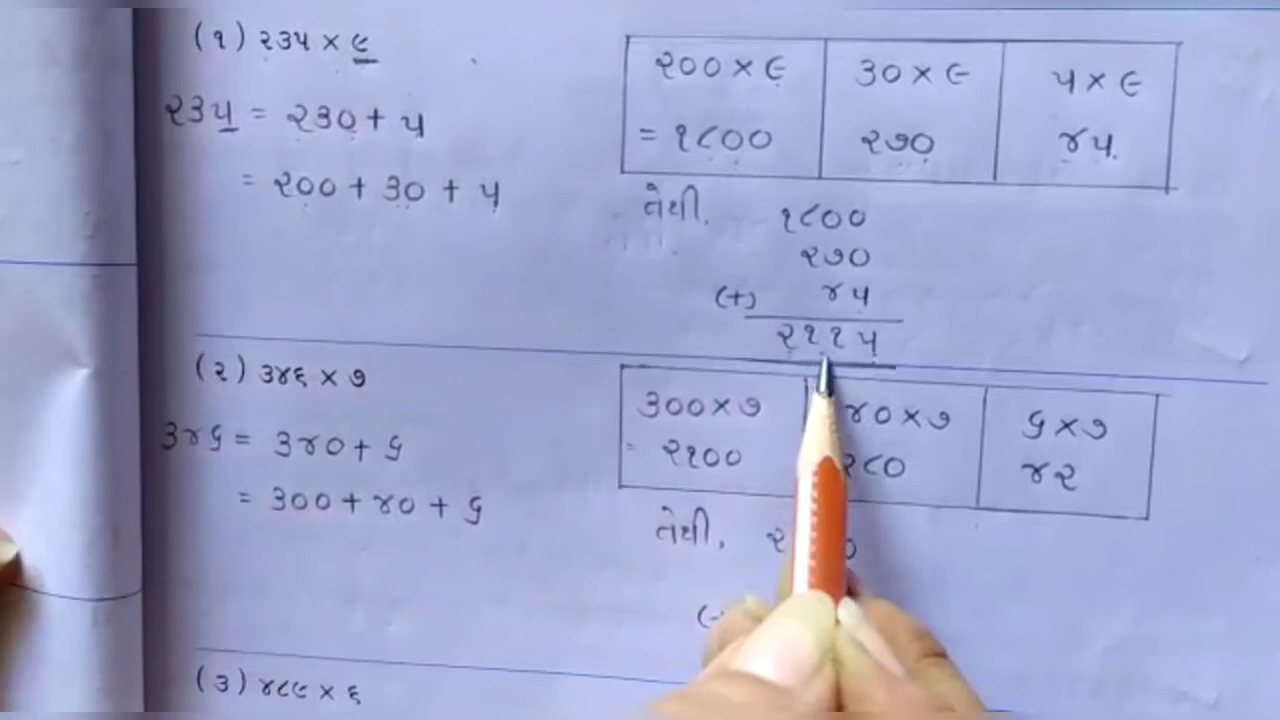 (૧) ૨૩૫ × ૯
૨૩૫ = ૨૩૦ + ૫
= ૨૦૦ + ૩૦ + ૫
૨૦૦ × ૯ ૩૦ × ૯ ૫ × ૯
= ૧૮૦૦ ૨૭૦ ૪૫
તેથી, ૧૮૦૦
૨૭૦
(+) ૪૫
૨૧૧૫
(૨) ૩૪૬ × ૭
૩૪૬ = ૩૪૦ + ૬
= ૩૦૦ + ૪૦ + ૬
૩૦૦ × ૭ ૪૦ × ૭ ૬ × ૭
= ૨૧૦૦ ૨૮૦ ૪૨
તેથી,
(૩) ૪૮૯ × ૬